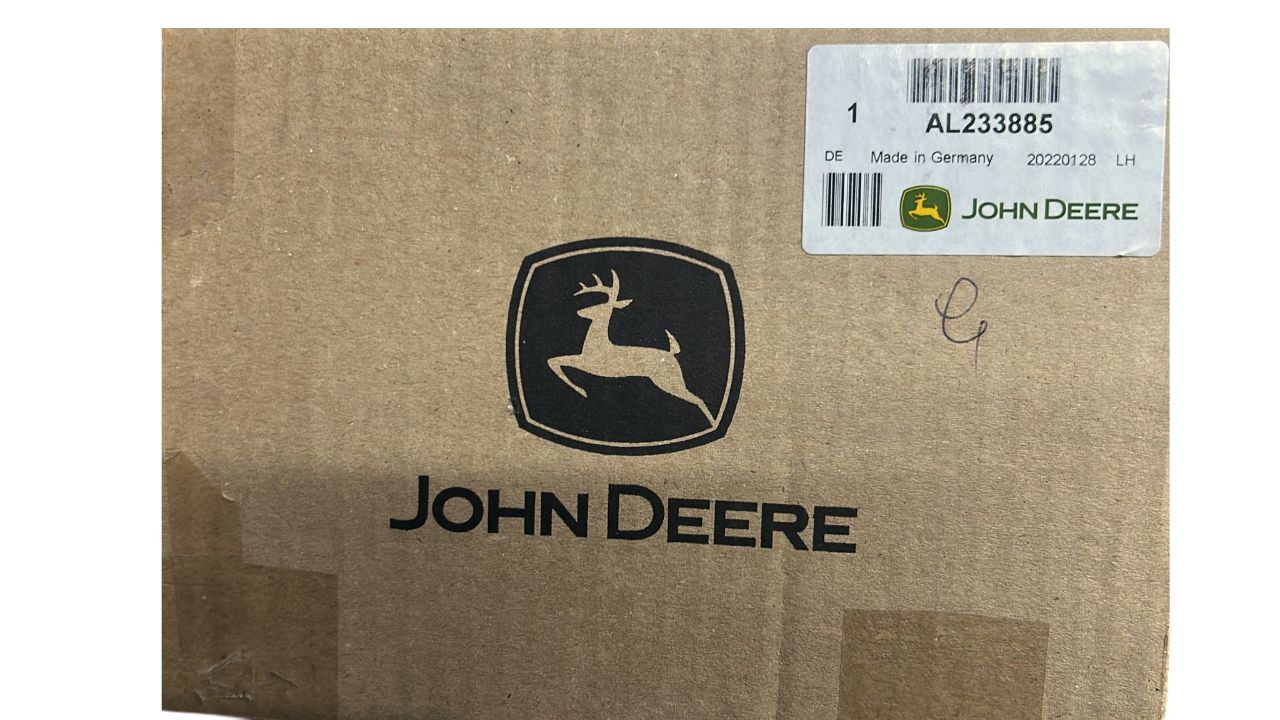 1
AL233885
DE Made in Germany 20220128 LH
JOHN DEERE
JOHN DEERE